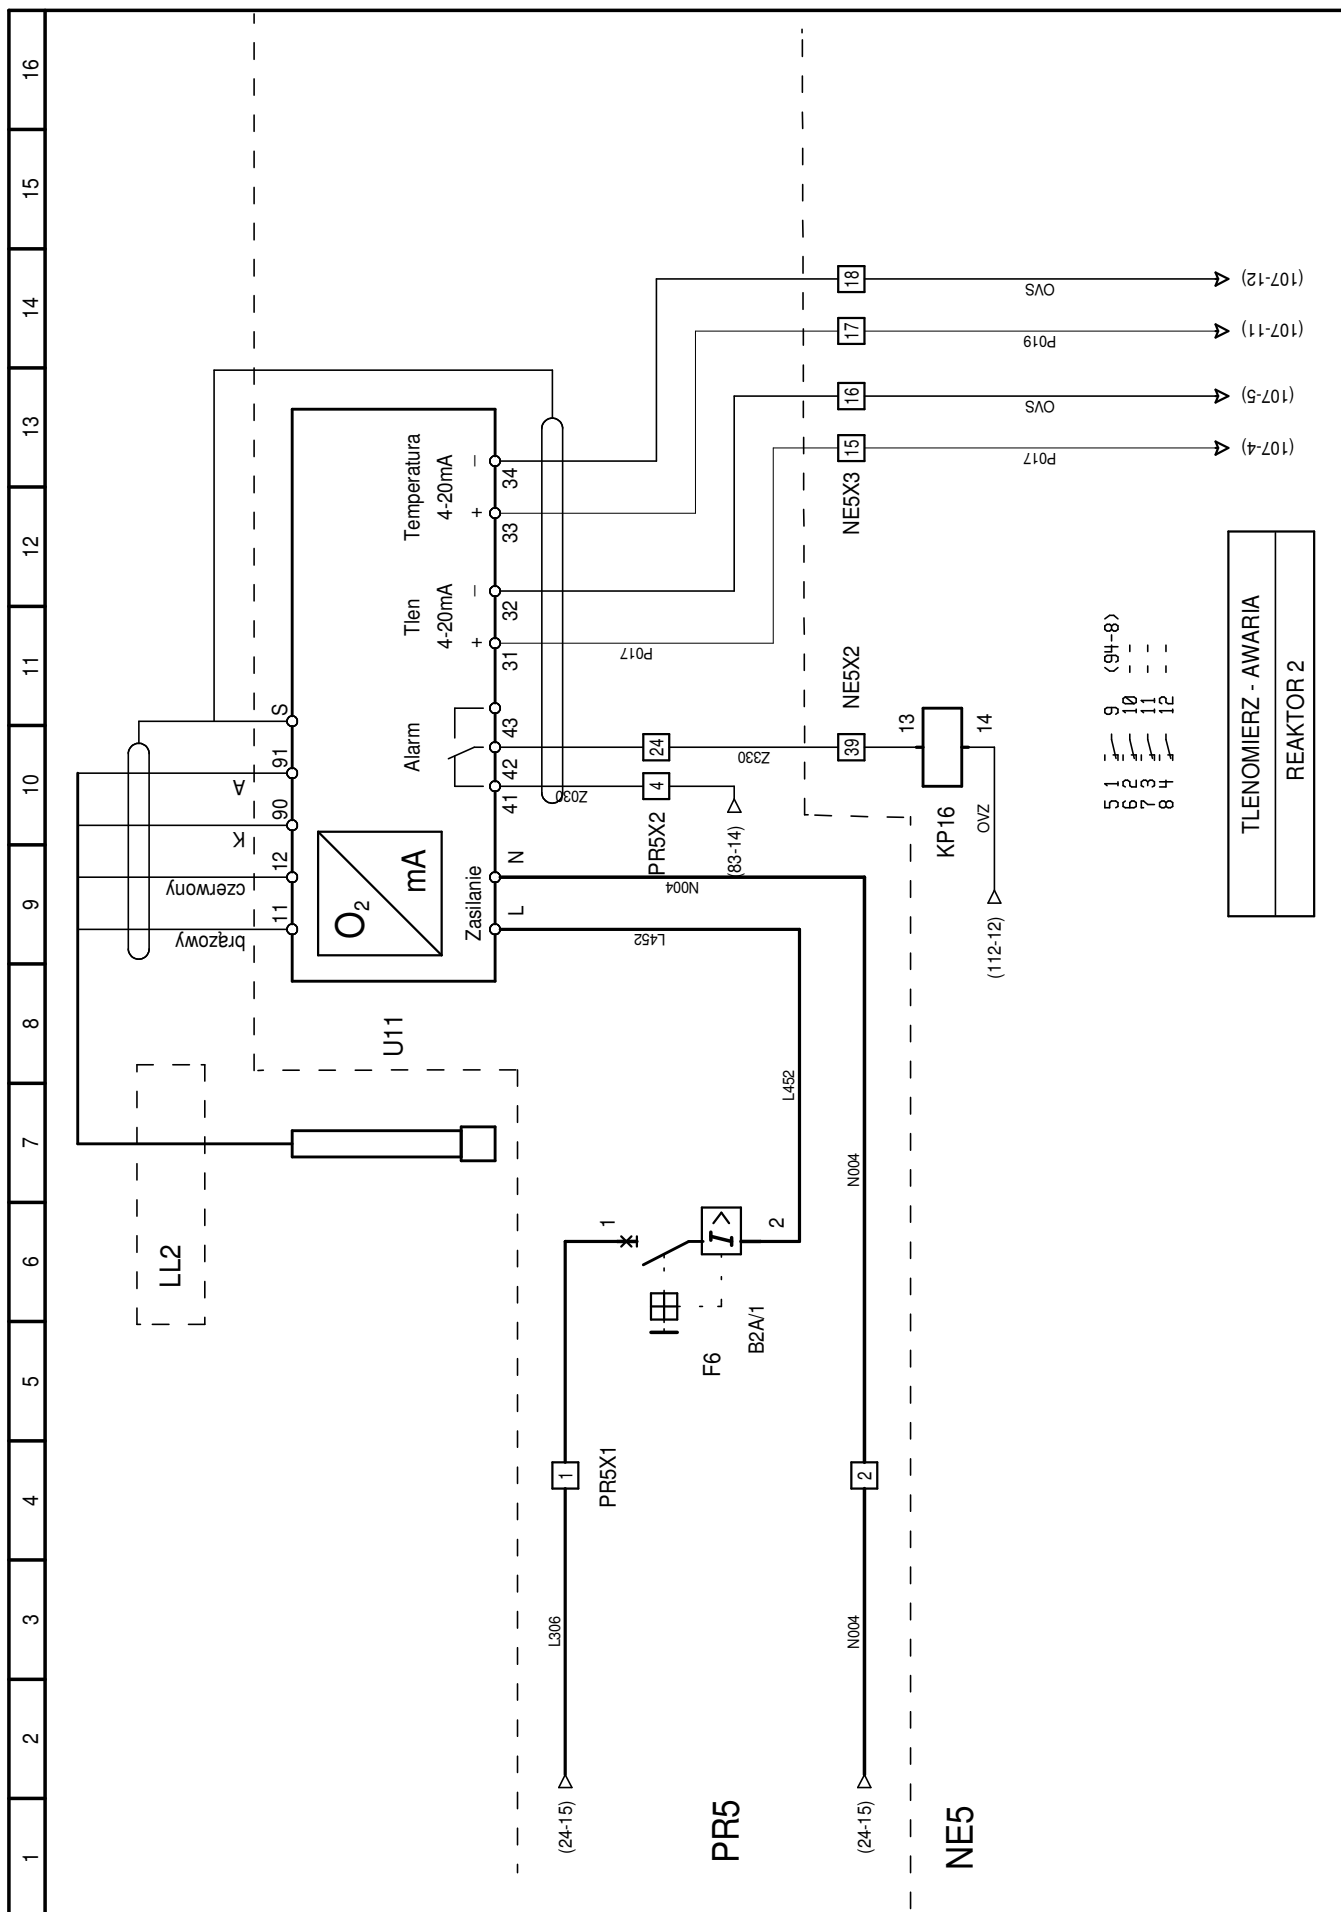 1 2 3 4 5 6 7 8 9 10 11 12 13 14 15 16
LL2
brązowy
czerwony
K
A
11
12
90
91
S
U11
O2
mA
Zasilanie
L
N
Alarm
41
42
43
Tlen
4-20mA
+
–
31
32
Temperatura
4-20mA
+
–
33
34
L452
N004
Z030
P017
(24-15)
L306
1
PR5X1
1
2
F6
B2A/1
L452
PR5X2
4
24
(83-14)
Z330
PR5
(24-15)
N004
2
N004
NE5
NE5X2
39
NE5X3
15
16
17
18
KP16
13
14
OVZ
(112-12)
P017
OVS
P019
OVS
(107-4)
(107-5)
(107-11)
(107-12)
5 1 9 (94-8)
6 2 10 - -
7 3 11 - -
8 4 12 - -
TLENOMIERZ - AWARIA
REAKTOR 2